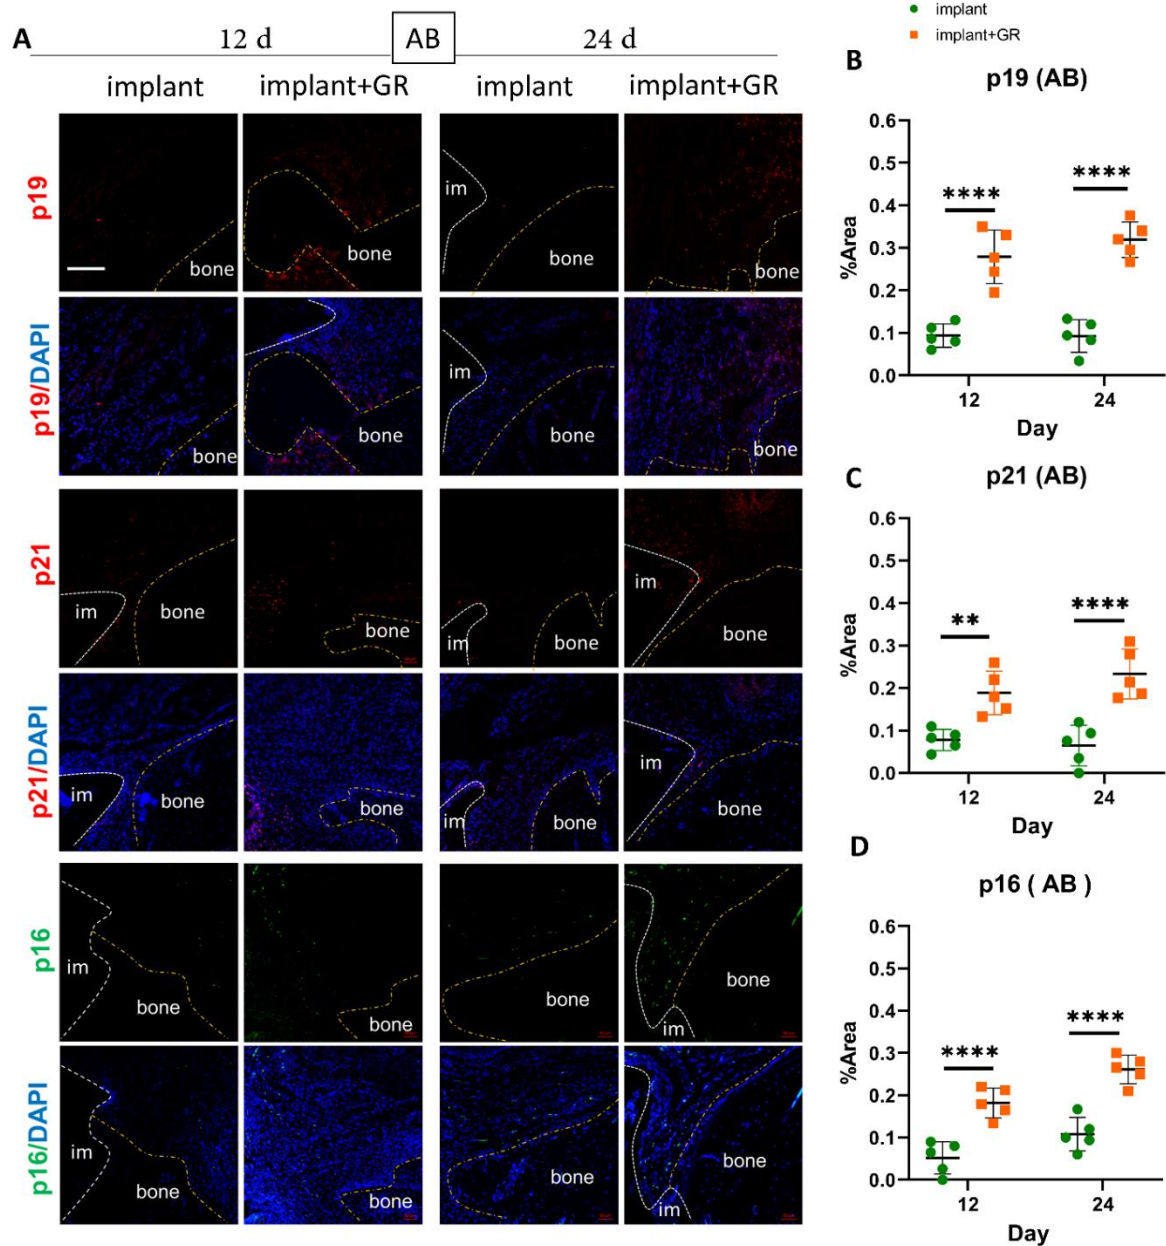 A 12 d AB 24 d
implant implant+GR implant implant+GR
p19
bone
bone
im
bone
bone
p19/DAPI
bone
bone
im
bone
bone
p21
im
bone
bone
im
bone
im
bone
p21/DAPI
im
bone
bone
im
bone
im
bone
p16
im
bone
bone
bone
im
bone
p16/DAPI
im
bone
bone
bone
im
bone
implant
implant+GR
B
p19 (AB)
%Area
0.6
0.5
0.4
0.3
0.2
0.1
0.0
****
****
12 24
Day
C
p21 (AB)
%Area
0.6
0.5
0.4
0.3
0.2
0.1
0.0
**
****
12 24
Day
D
p16 ( AB )
%Area
0.6
0.5
0.4
0.3
0.2
0.1
0.0
****
****
12 24
Day